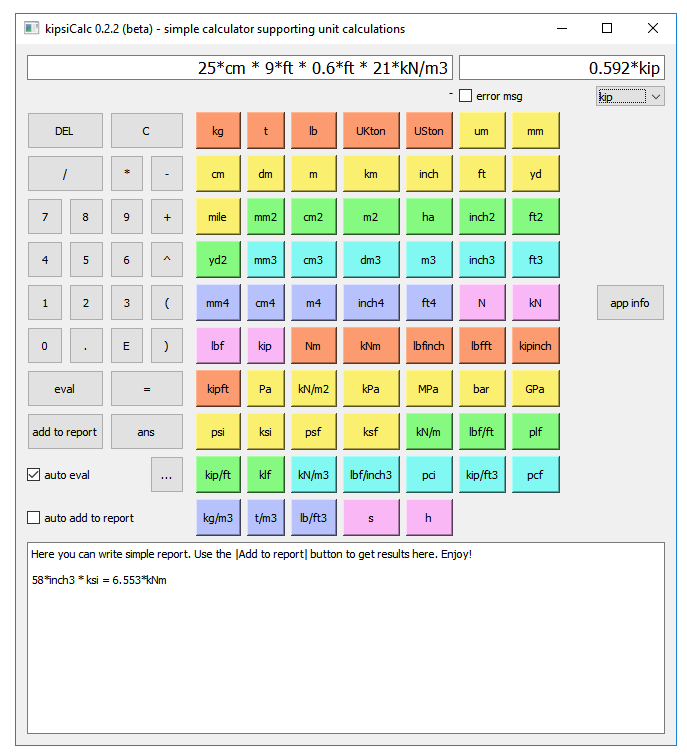 kipsiCalc 0.2.2 (beta) - simple calculator supporting unit calculations
25*cm * 9*ft * 0.6*ft * 21*kN/m3 0.592*kip
- error msg kip
DEL C kg t lb UKton USton um mm
/ * - cm dm m km inch ft yd
7 8 9 + mile mm2 cm2 m2 ha inch2 ft2
4 5 6 ^ yd2 mm3 cm3 dm3 m3 inch3 ft3
1 2 3 ( mm4 cm4 m4 inch4 ft4 N kN app info
0 . E ) lbf kip Nm kNm lbfinch lbfft kipinch
eval = kipft Pa kN/m2 kPa MPa bar GPa
add to report ans psi ksi psf ksf kN/m lbf/ft plf
auto eval ... kip/ft klf kN/m3 lbf/inch3 pci kip/ft3 pcf
auto add to report kg/m3 t/m3 lb/ft3 s h
Here you can write simple report. Use the |Add to report| button to get results here. Enjoy!
58*inch3 * ksi = 6.553*kNm